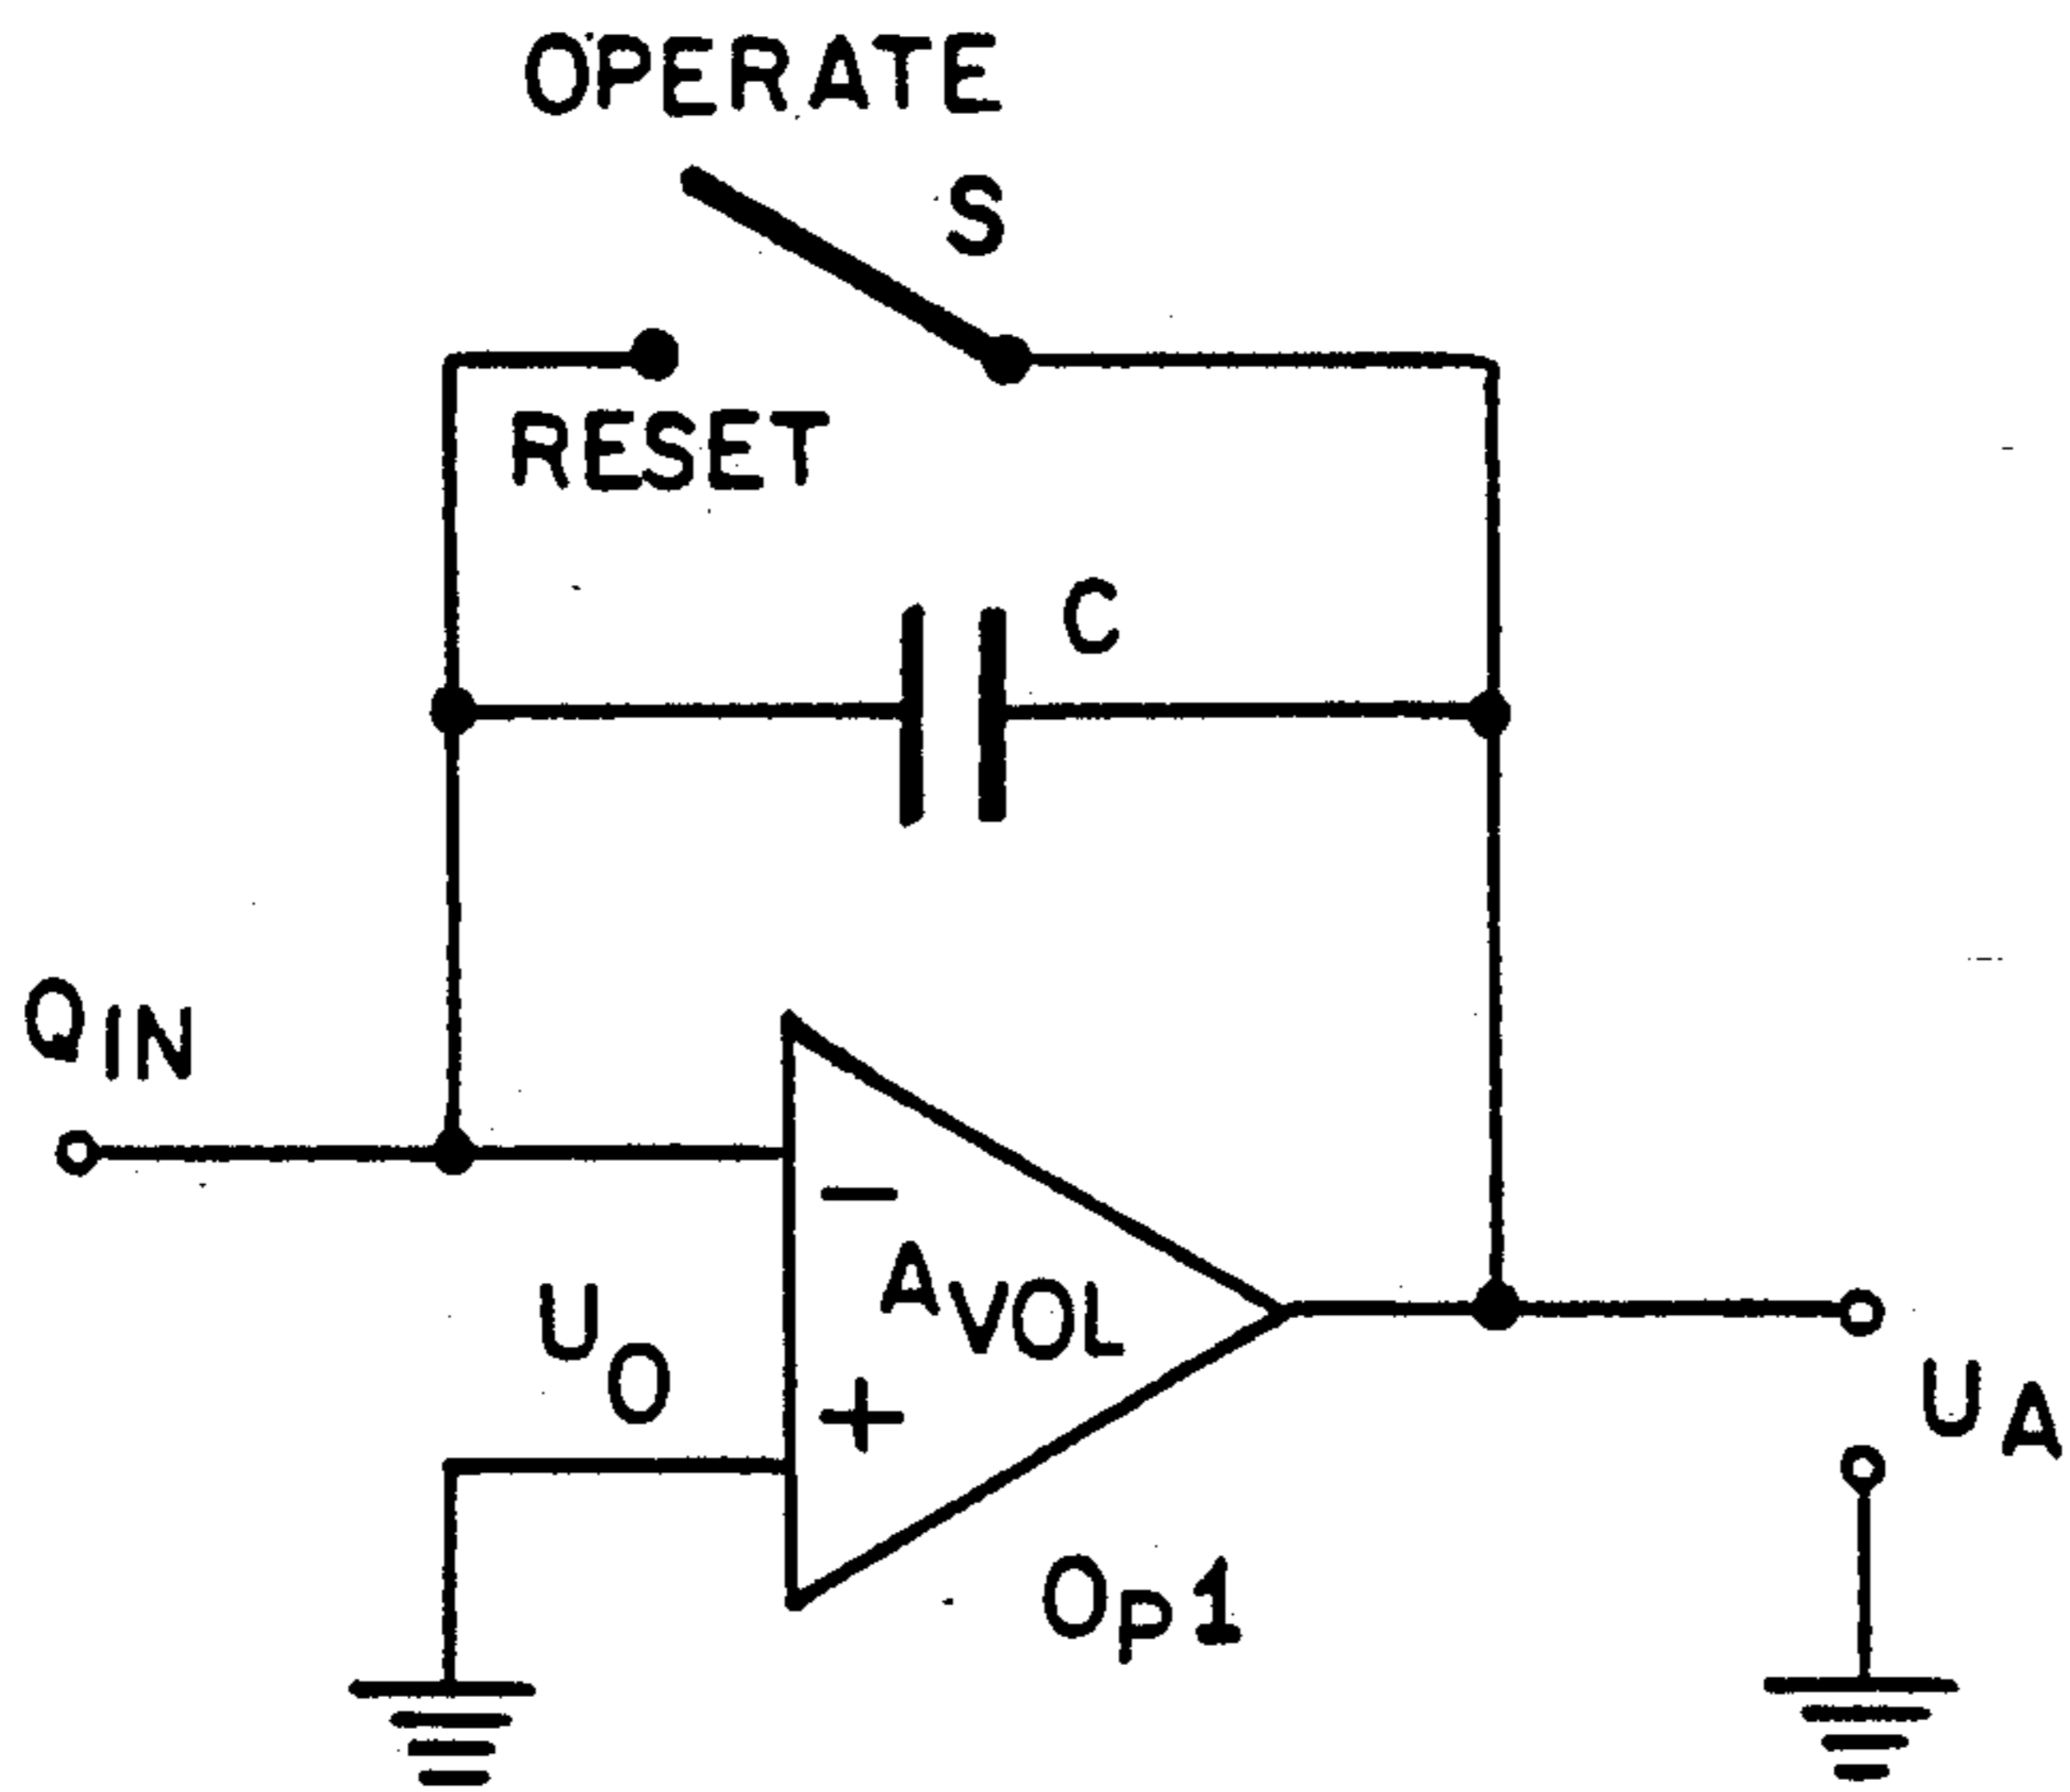 OPERATE
S
RESET
C
QIN
−
AVOL
UO
+
UA
Op1